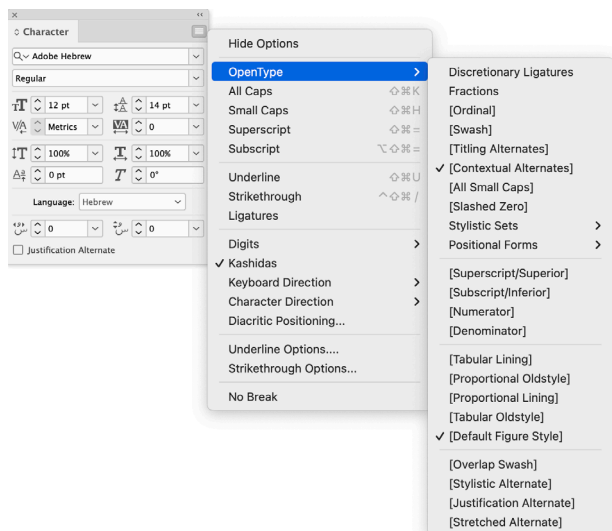 Character
Adobe Hebrew
Regular
12 pt
14 pt
Metrics
0
100%
100%
0 pt
0°
Language: Hebrew
0
0
Justification Alternate
Hide Options
OpenType
All Caps ⇧⌘K
Small Caps ⇧⌘H
Superscript ⇧⌘=
Subscript ⌥⇧⌘=
Underline ⇧⌘U
Strikethrough ^⇧⌘/
Ligatures
Digits
✓ Kashidas
Keyboard Direction
Character Direction
Diacritic Positioning...
Underline Options....
Strikethrough Options...
No Break
Discretionary Ligatures
Fractions
[Ordinal]
[Swash]
[Titling Alternates]
✓ [Contextual Alternates]
[All Small Caps]
[Slashed Zero]
Stylistic Sets
Positional Forms
[Superscript/Superior]
[Subscript/Inferior]
[Numerator]
[Denominator]
[Tabular Lining]
[Proportional Oldstyle]
[Proportional Lining]
[Tabular Oldstyle]
✓ [Default Figure Style]
[Overlap Swash]
[Stylistic Alternate]
[Justification Alternate]
[Stretched Alternate]